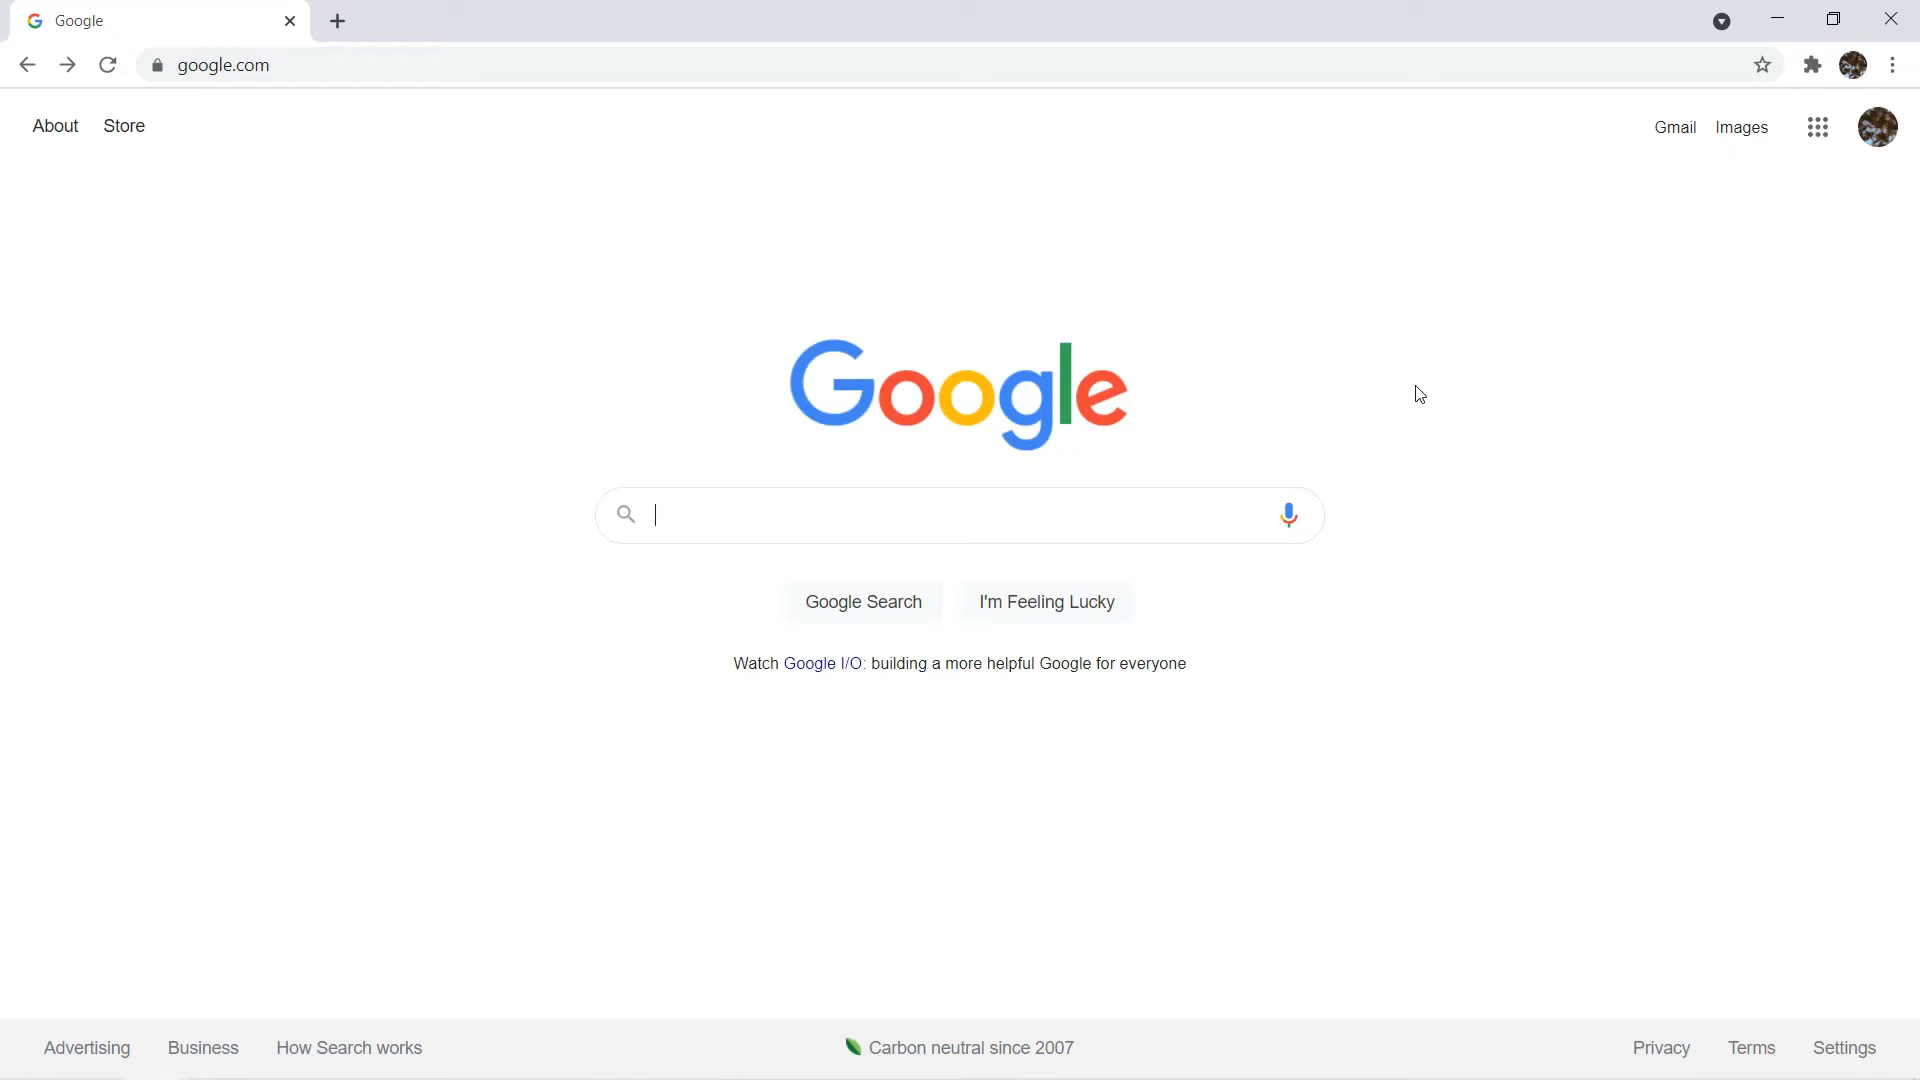 Google
google.com
About Store
Gmail Images
Google
Google Search I'm Feeling Lucky
Watch Google I/O: building a more helpful Google for everyone
Advertising Business How Search works
Carbon neutral since 2007
Privacy Terms Settings